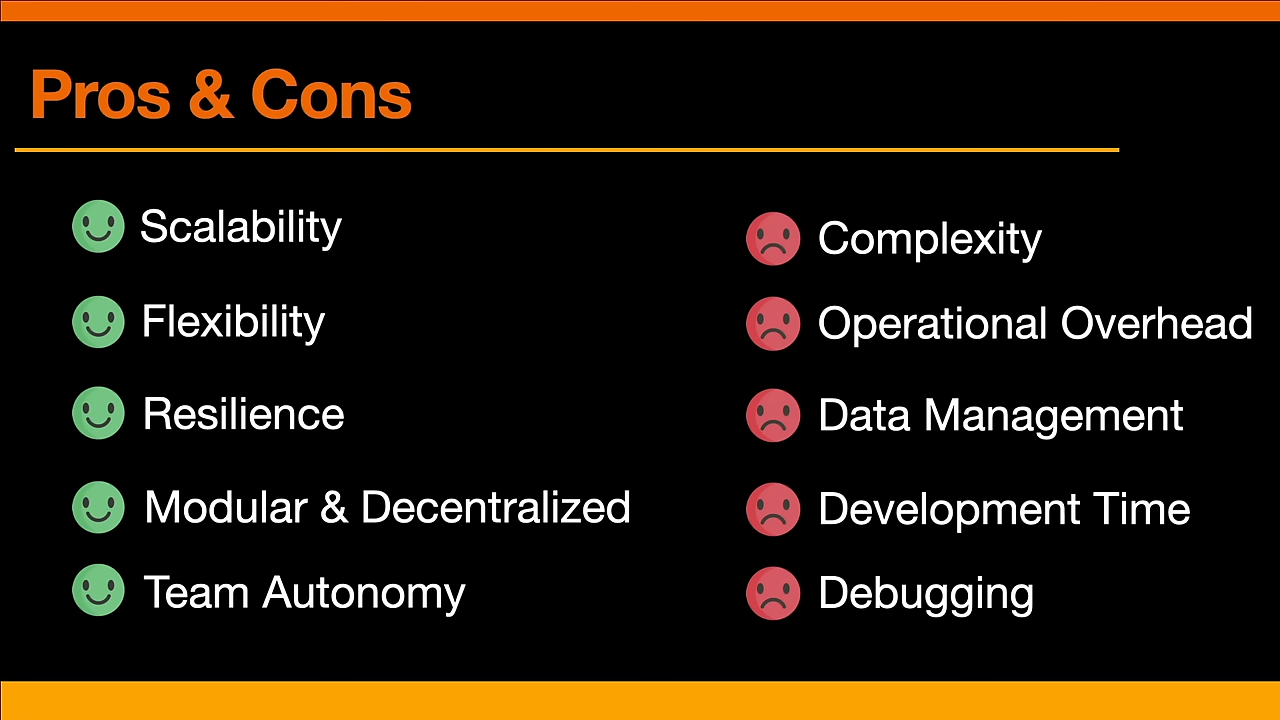 Pros & Cons
Scalability
Flexibility
Resilience
Modular & Decentralized
Team Autonomy
Complexity
Operational Overhead
Data Management
Development Time
Debugging